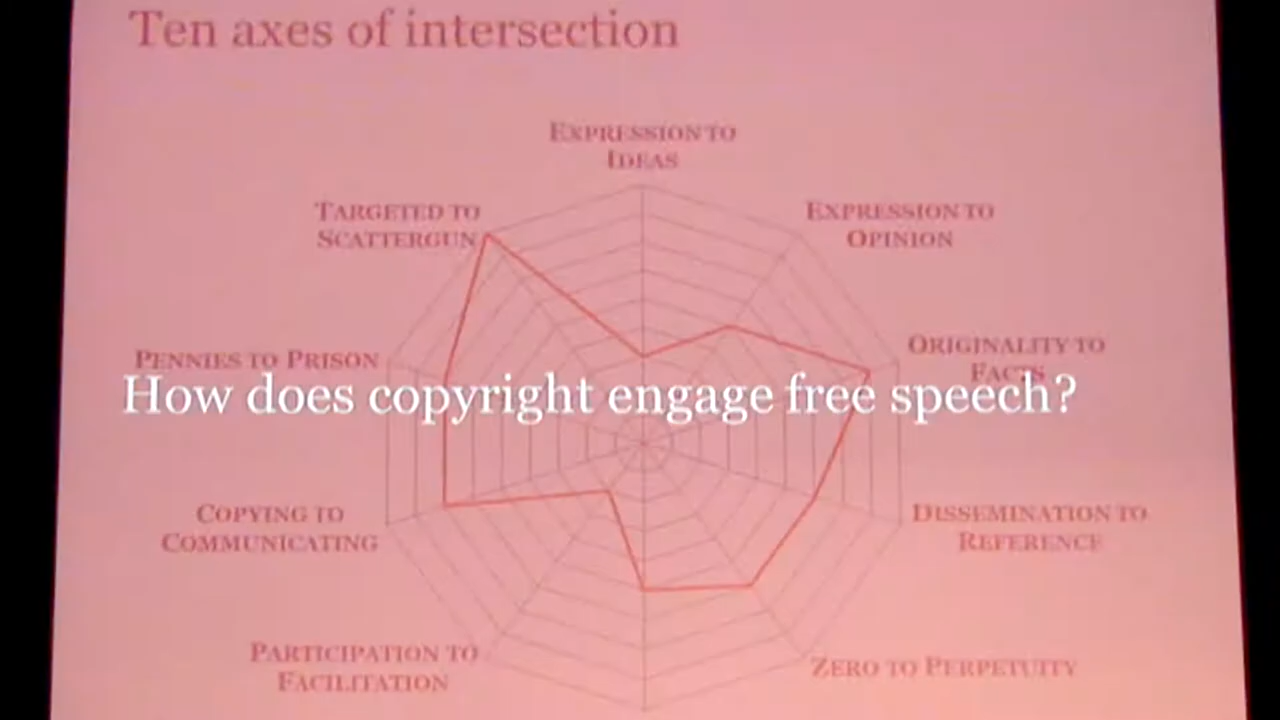 Ten axes of intersection
EXPRESSION TO
IDEAS
TARGETED TO
SCATTERGUN
EXPRESSION TO
OPINION
PENNIES TO PRISON
ORIGINALITY TO
FACTS
How does copyright engage free speech?
COPYING TO
COMMUNICATING
DISSEMINATION TO
REFERENCE
PARTICIPATION TO
FACILITATION
ZERO TO PERPETUITY